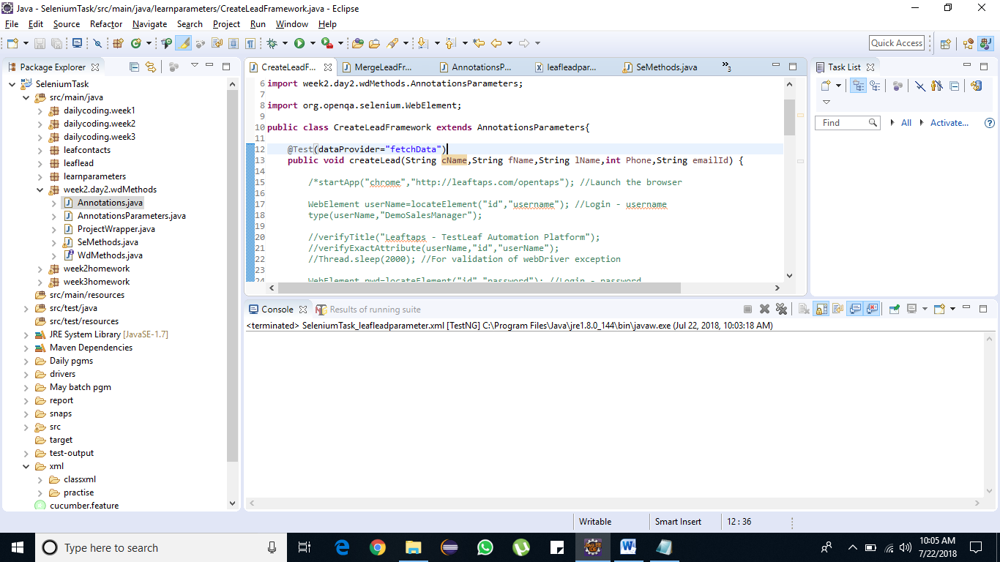 Java - SeleniumTask/src/main/java/learnparameters/CreateLeadFramework.java - Eclipse
File Edit Source Refactor Navigate Search Project Run Window Help
Quick Access
Package Explorer
SeleniumTask
src/main/java
dailycoding.week1
dailycoding.week2
dailycoding.week3
leafcontacts
leaflead
learnparameters
week2.day2.wdMethods
Annotations.java
AnnotationsParameters.java
ProjectWrapper.java
SeMethods.java
WdMethods.java
week2homework
week3homework
src/main/resources
src/test/java
src/test/resources
JRE System Library [JavaSE-1.7]
Maven Dependencies
Daily pgms
drivers
May batch pgm
report
snaps
src
target
test-output
xml
classxml
practise
cucumber.feature
CreateLeadF... MergeLeadFr... AnnotationsP... leafleadpar... SeMethods.java »3
6 import week2.day2.wdMethods.AnnotationsParameters;
7
8 import org.openqa.selenium.WebElement;
9
10 public class CreateLeadFramework extends AnnotationsParameters{
11
12 @Test(dataProvider="fetchData")
13 public void createLead(String cName,String fName,String lName,int Phone,String emailId) {
14
15 /*startApp("chrome","http://leaftaps.com/opentaps"); //Launch the browser
16
17 WebElement userName=locateElement("id","username"); //Login - username
18 type(userName,"DemoSalesManager");
19
20 //verifyTitle("Leaftaps - TestLeaf Automation Platform");
21 //verifyExactAttribute(userName,"id","userName");
22 //Thread.sleep(2000); //For validation of webDriver exception
23
24 WebElement pwd=locateElement("id","password"); //Login - password
Task List
Find All Activate...
Console Results of running suite
<terminated> SeleniumTask_leafleadparameter.xml [TestNG] C:\Program Files\Java\jre1.8.0_144\bin\javaw.exe (Jul 22, 2018, 10:03:18 AM)
Writable Smart Insert 12 : 36
Type here to search
10:05 AM
7/22/2018